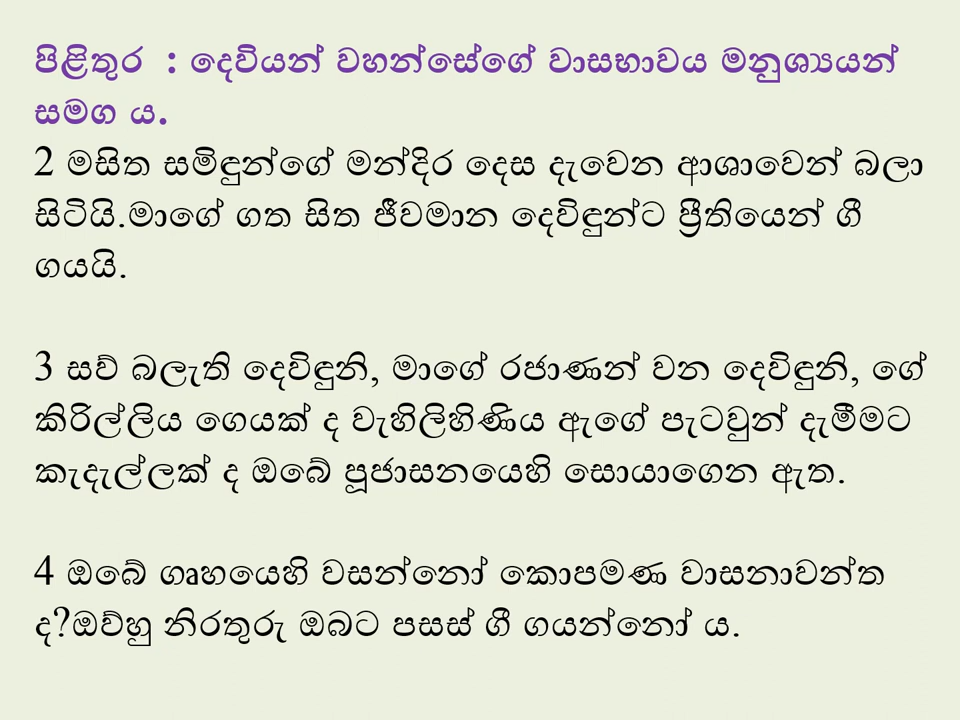 පිළිතුර : දෙවියන් වහන්සේගේ වාසභාවය මනුශ්‍යයන්
සමග ය.
2 මසිත සමිඳුන්ගේ මන්දිර දෙස දැවෙන ආශාවෙන් බලා
සිටියි.මාගේ ගත සිත ජීවමාන දෙවිඳුන්ට ප්‍රීතියෙන් ගී
ගයයි.
3 සව් බලැති දෙවිඳුනි, මාගේ රජාණන් වන දෙවිඳුනි, ගේ
කිරිල්ලිය ගෙයක් ද වැහිලිහිණිය ඇගේ පැටවුන් දැමීමට
කැදැල්ලක් ද ඔබේ පූජාසනයෙහි සොයාගෙන ඇත.
4 ඔබේ ගෘහයෙහි වසන්නෝ කොපමණ වාසනාවන්ත
ද?ඔව්හු නිරතුරු ඔබට පසස් ගී ගයන්නෝ ය.